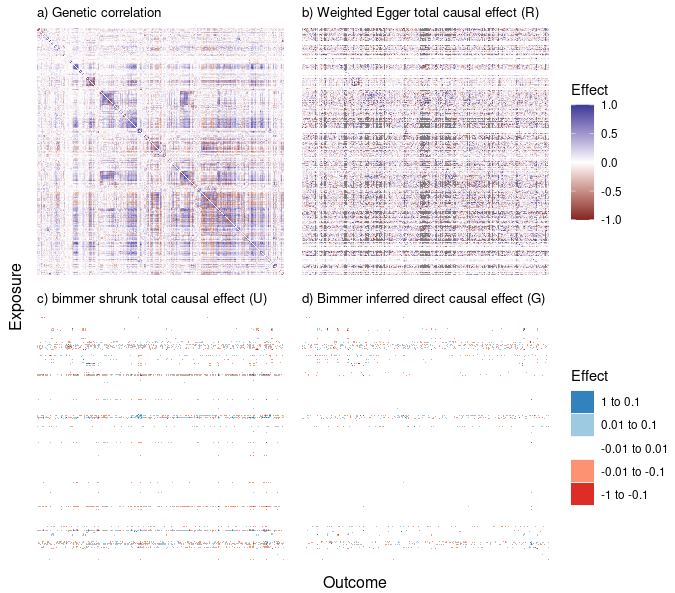 a) Genetic correlation
b) Weighted Egger total causal effect (R)
Effect
1.0
0.5
0.0
-0.5
-1.0
Exposure
c) bimmer shrunk total causal effect (U)
d) Bimmer inferred direct causal effect (G)
Effect
1 to 0.1
0.01 to 0.1
-0.01 to 0.01
-0.01 to -0.1
-1 to -0.1
Outcome